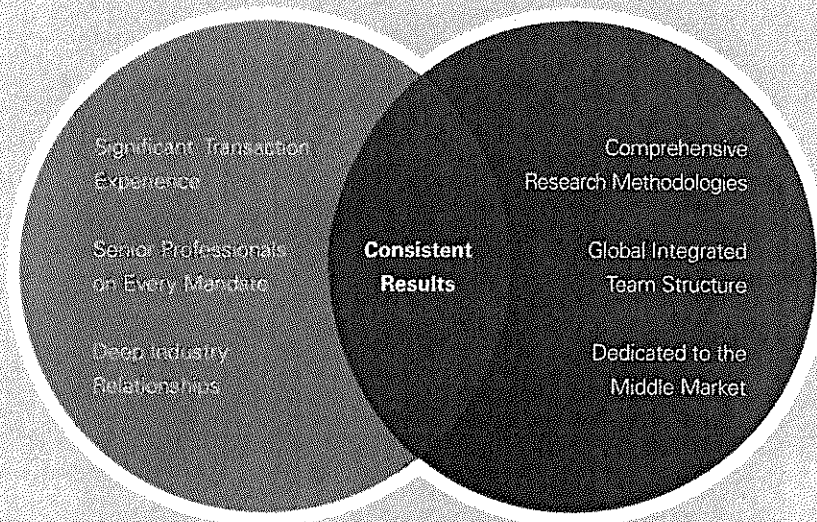 Significant Transaction
Experience
Senior Professionals
on Every Mandate
Deep Industry
Relationships
Consistent
Results
Comprehensive
Research Methodologies
Global Integrated
Team Structure
Dedicated to the
Middle Market